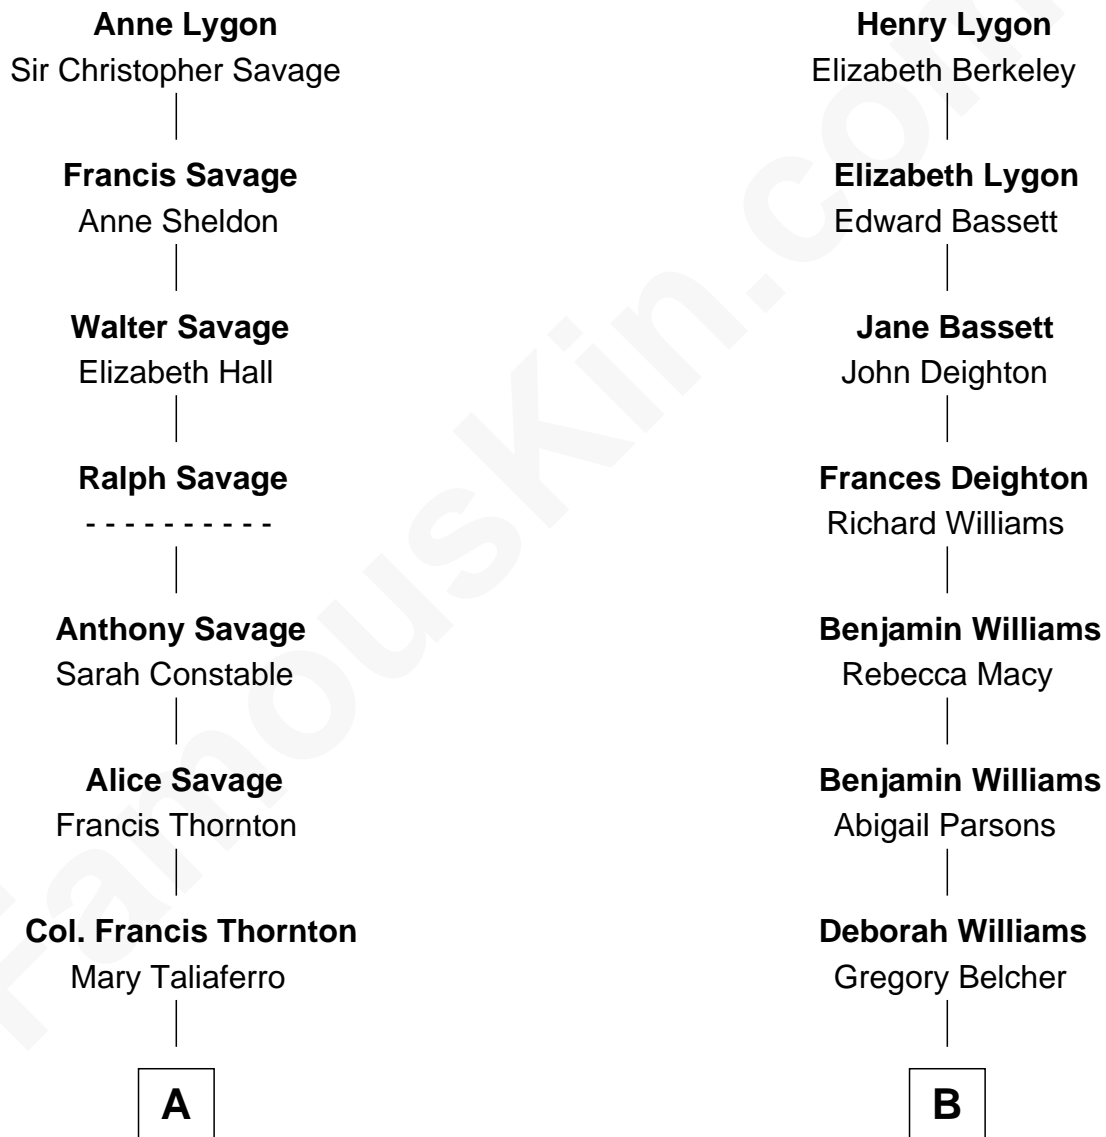 Anne Lygon
Sir Christopher Savage
Francis Savage
Anne Sheldon
Walter Savage
Elizabeth Hall
Ralph Savage
- - - - - - - - - -
Anthony Savage
Sarah Constable
Alice Savage
Francis Thornton
Col. Francis Thornton
Mary Taliaferro
A
Henry Lygon
Elizabeth Berkeley
Elizabeth Lygon
Edward Bassett
Jane Bassett
John Deighton
Frances Deighton
Richard Williams
Benjamin Williams
Rebecca Macy
Benjamin Williams
Abigail Parsons
Deborah Williams
Gregory Belcher
B
FamousKin.com